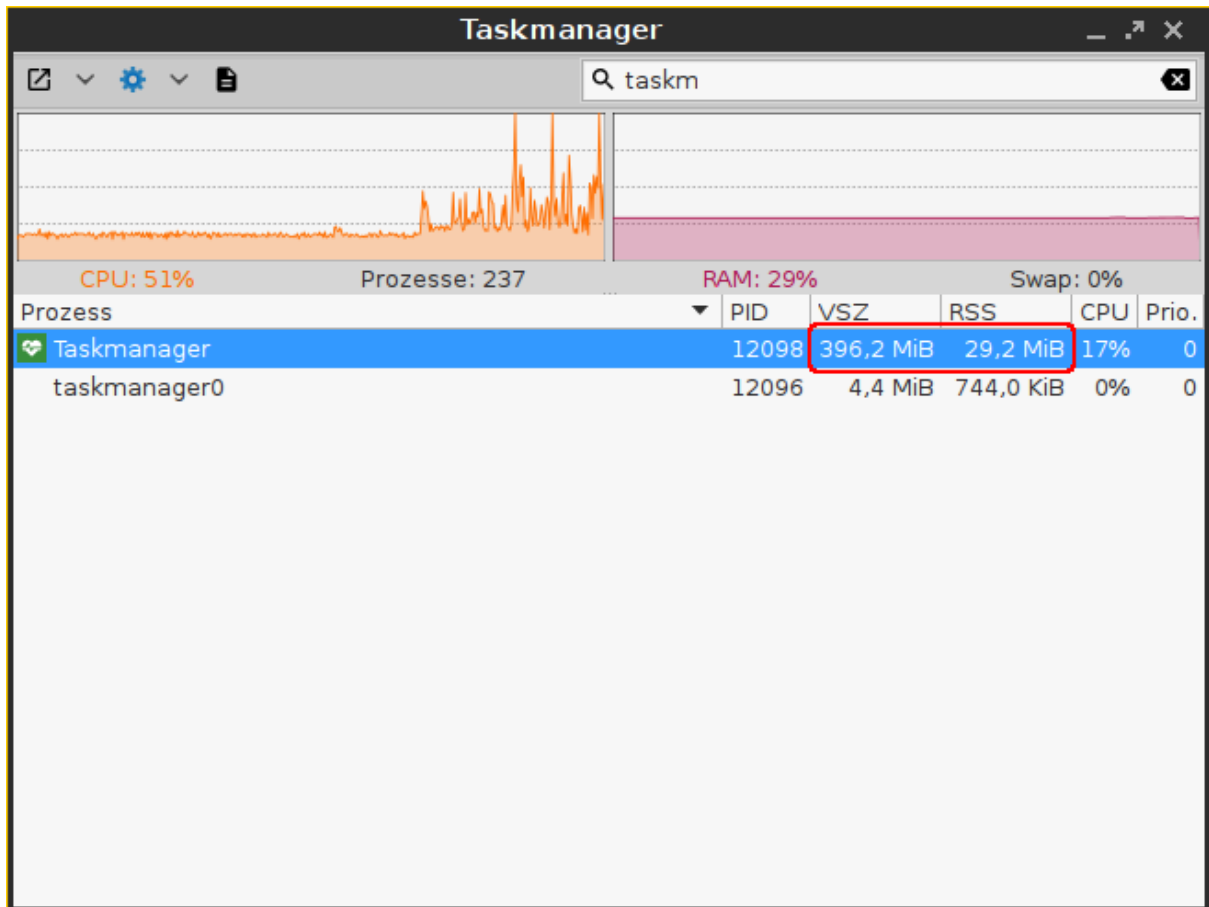 Taskmanager
taskm
CPU: 51% Prozesse: 237 RAM: 29% Swap: 0%
Prozess PID VSZ RSS CPU Prio.
Taskmanager 12098 396,2 MiB 29,2 MiB 17% 0
taskmanager0 12096 4,4 MiB 744,0 KiB 0% 0